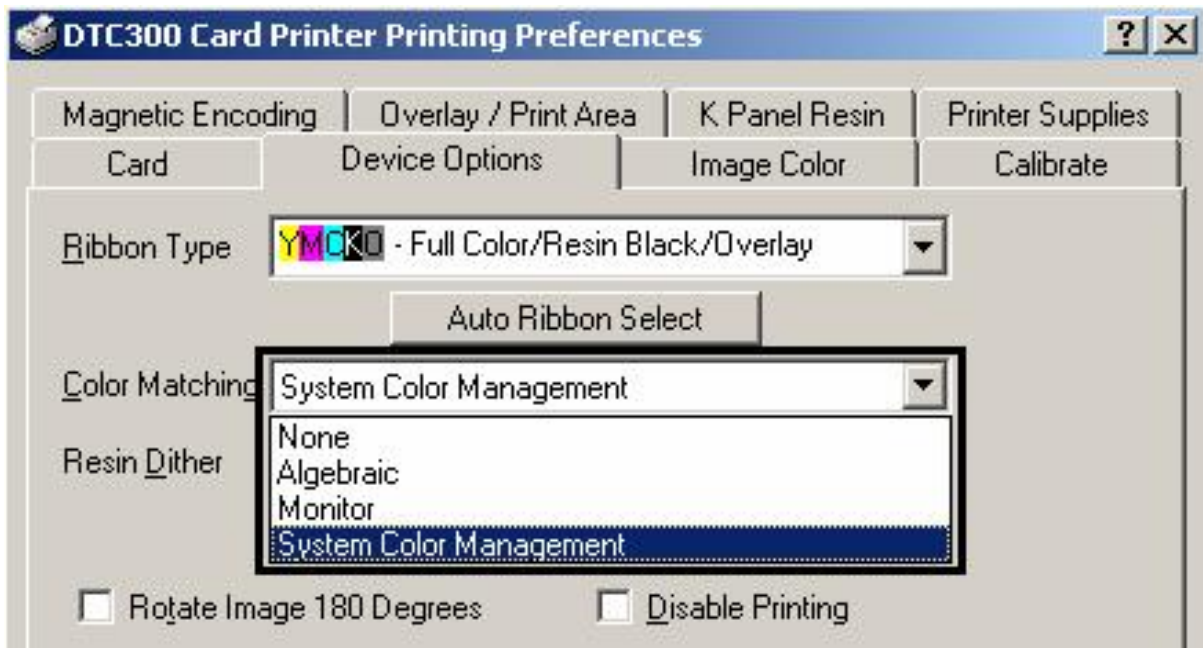 DTC300 Card Printer Printing Preferences
Magnetic Encoding Overlay / Print Area K Panel Resin Printer Supplies
Card Device Options Image Color Calibrate
Ribbon Type YMCKO - Full Color/Resin Black/Overlay
Auto Ribbon Select
Color Matching System Color Management
None
Resin Dither
Algebraic
Monitor
System Color Management
Rotate Image 180 Degrees Disable Printing